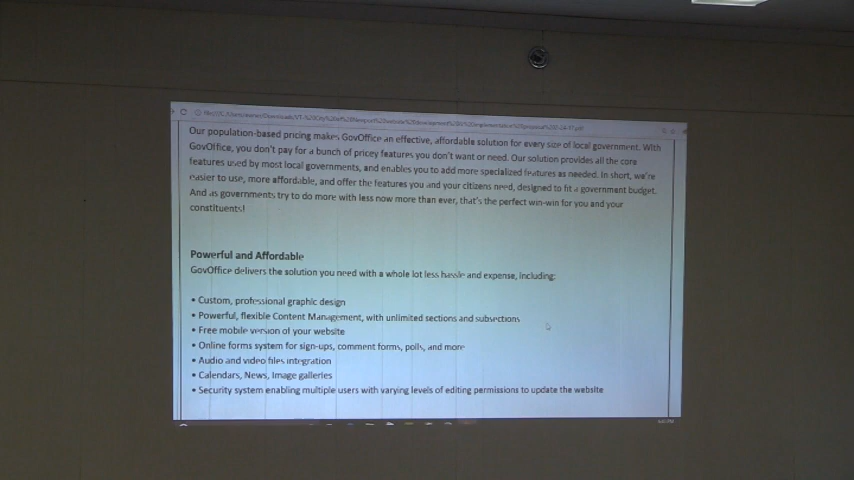 Our population-based pricing makes GovOffice an effective, affordable solution for every size of local government. With
GovOffice, you don't pay for a bunch of pricey features you don't want or need. Our solution provides all the core
features used by most local governments, and enables you to add more specialized features as needed. In short, we're
easier to use, more affordable, and offer the features you and your citizens need, designed to fit a government budget.
And as governments try to do more with less now more than ever, that's the perfect win-win for you and your
constituents!
Powerful and Affordable
GovOffice delivers the solution you need with a whole lot less hassle and expense, including:
• Custom, professional graphic design
• Powerful, flexible Content Management, with unlimited sections and subsections
• Free mobile version of your website
• Online forms system for sign-ups, comment forms, polls, and more
• Audio and video files integration
• Calendars, News, Image galleries
• Security system enabling multiple users with varying levels of editing permissions to update the website